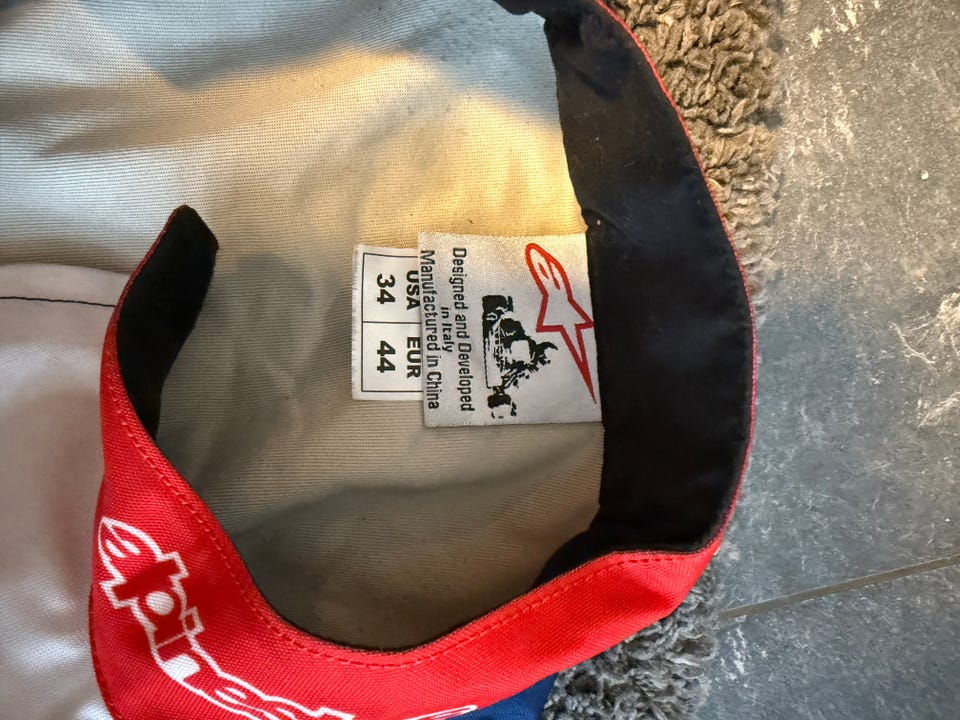 Designed and Developed
in Italy
Manufactured in China
USA EUR
34 44